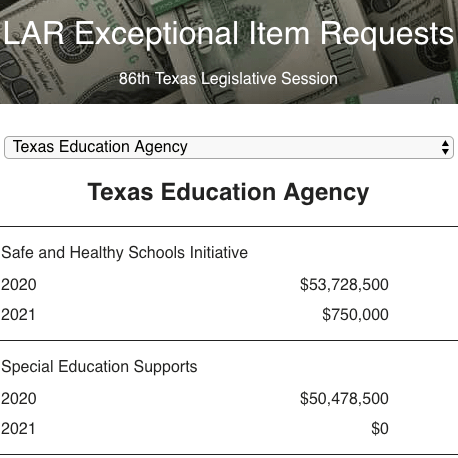 LAR Exceptional Item Requests
86th Texas Legislative Session
Texas Education Agency
Texas Education Agency
Safe and Healthy Schools Initiative
2020 $53,728,500
2021 $750,000
Special Education Supports
2020 $50,478,500
2021 $0